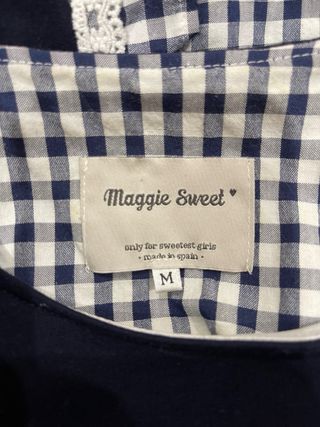 Maggie Sweet ♥
only for sweetest girls
· made in spain ·
M